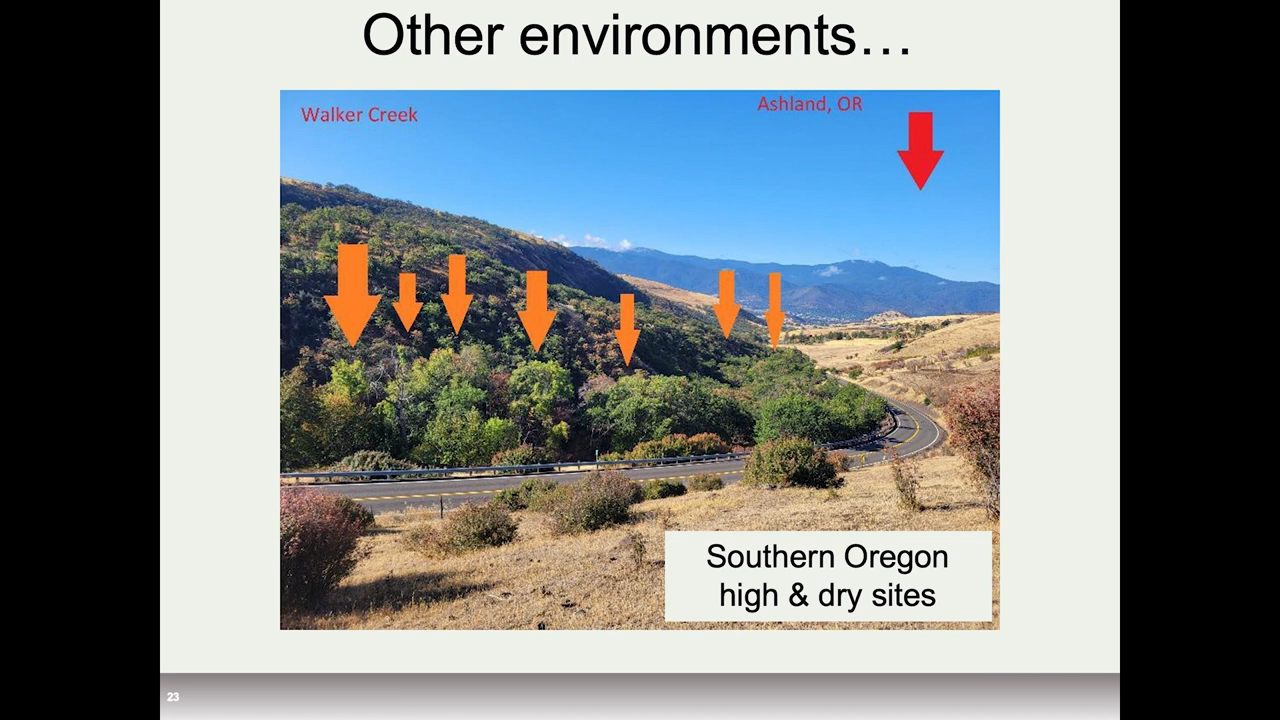 Other environments…
Walker Creek
Ashland, OR
Southern Oregon
high & dry sites
23